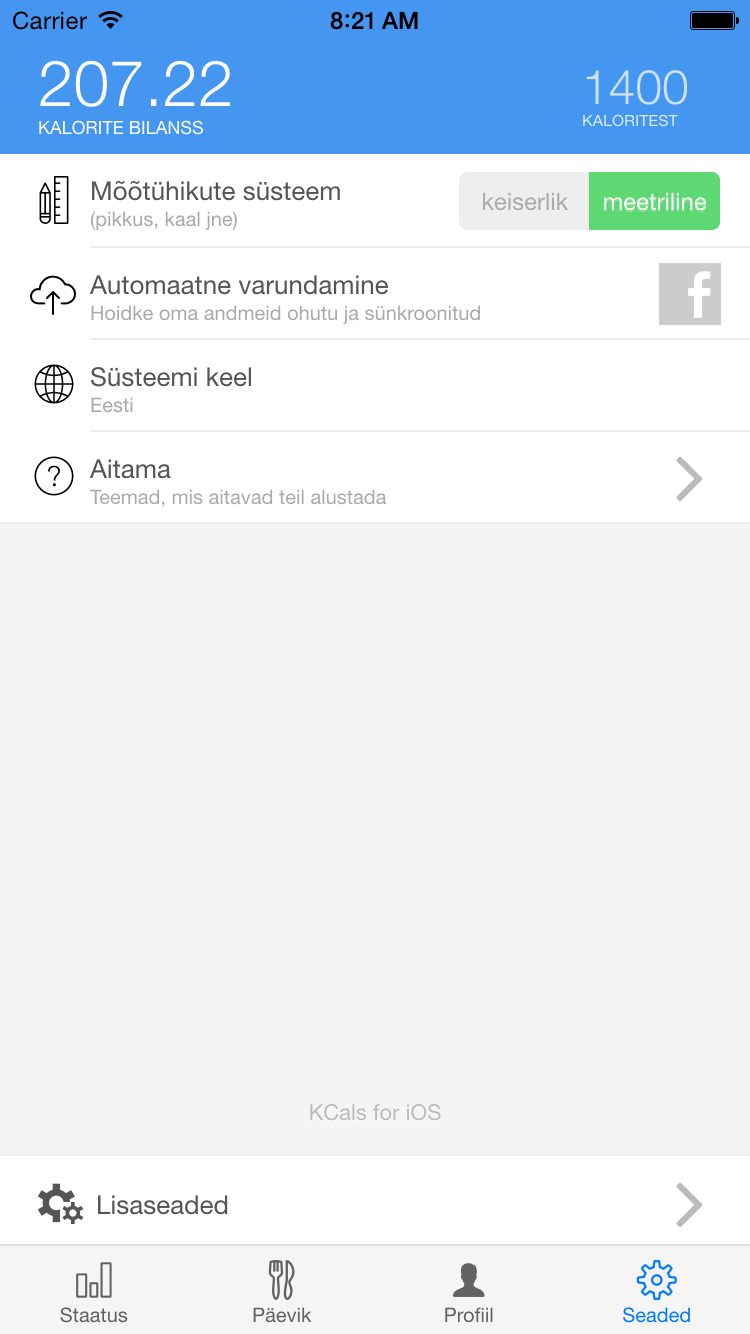 Carrier 8:21 AM
207.22 1400
KALORITE BILANSS KALORITEST
Mõõtühikute süsteem
(pikkus, kaal jne)
keiserlik meetriline
Automaatne varundamine
Hoidke oma andmeid ohutu ja sünkroonitud
f
Süsteemi keel
Eesti
?
Aitama
Teemad, mis aitavad teil alustada
KCals for iOS
Lisaseaded
Staatus Päevik Profiil Seaded